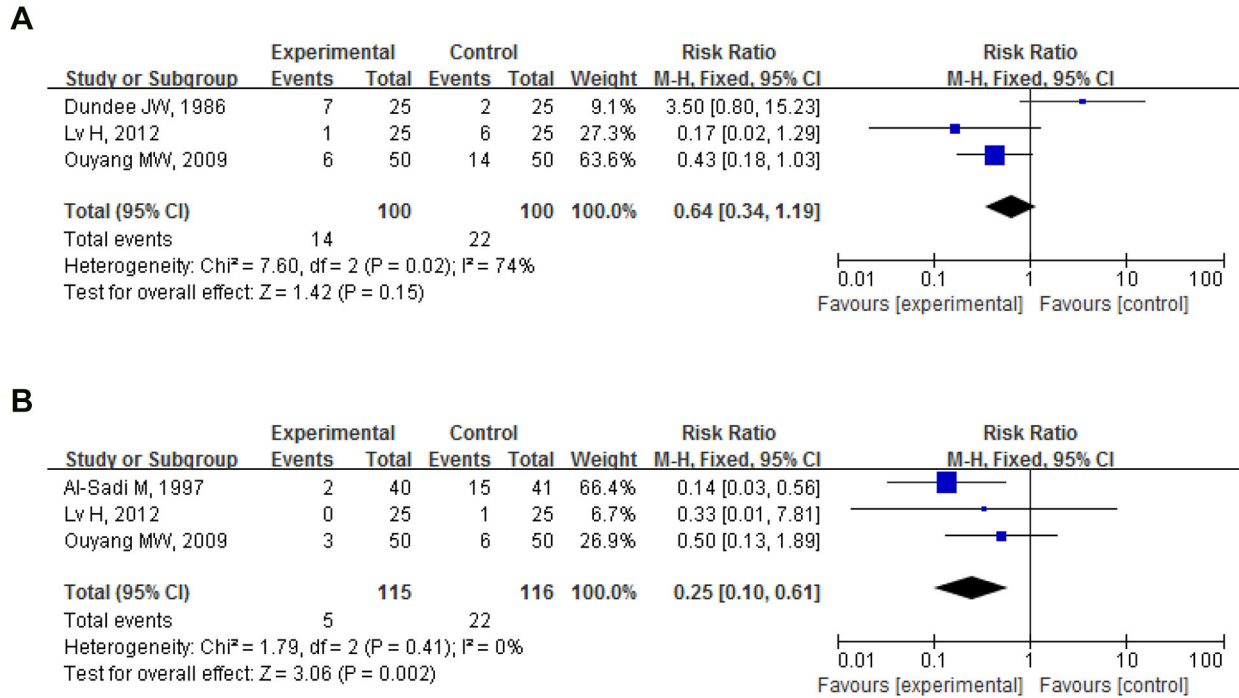 A
Experimental Control Risk Ratio Risk Ratio
Study or Subgroup Events Total Events Total Weight M-H, Fixed, 95% CI M-H, Fixed, 95% CI
Dundee JW, 1986 7 25 2 25 9.1% 3.50 [0.80, 15.23]
Lv H, 2012 1 25 6 25 27.3% 0.17 [0.02, 1.29]
Ouyang MW, 2009 6 50 14 50 63.6% 0.43 [0.18, 1.03]
Total (95% CI) 100 100 100.0% 0.64 [0.34, 1.19]
Total events 14 22
Heterogeneity: Chi² = 7.60, df = 2 (P = 0.02); I² = 74%
Test for overall effect: Z = 1.42 (P = 0.15)
0.01 0.1 1 10 100
Favours [experimental] Favours [control]
B
Experimental Control Risk Ratio Risk Ratio
Study or Subgroup Events Total Events Total Weight M-H, Fixed, 95% CI M-H, Fixed, 95% CI
Al-Sadi M, 1997 2 40 15 41 66.4% 0.14 [0.03, 0.56]
Lv H, 2012 0 25 1 25 6.7% 0.33 [0.01, 7.81]
Ouyang MW, 2009 3 50 6 50 26.9% 0.50 [0.13, 1.89]
Total (95% CI) 115 116 100.0% 0.25 [0.10, 0.61]
Total events 5 22
Heterogeneity: Chi² = 1.79, df = 2 (P = 0.41); I² = 0%
Test for overall effect: Z = 3.06 (P = 0.002)
0.01 0.1 1 10 100
Favours [experimental] Favours [control]